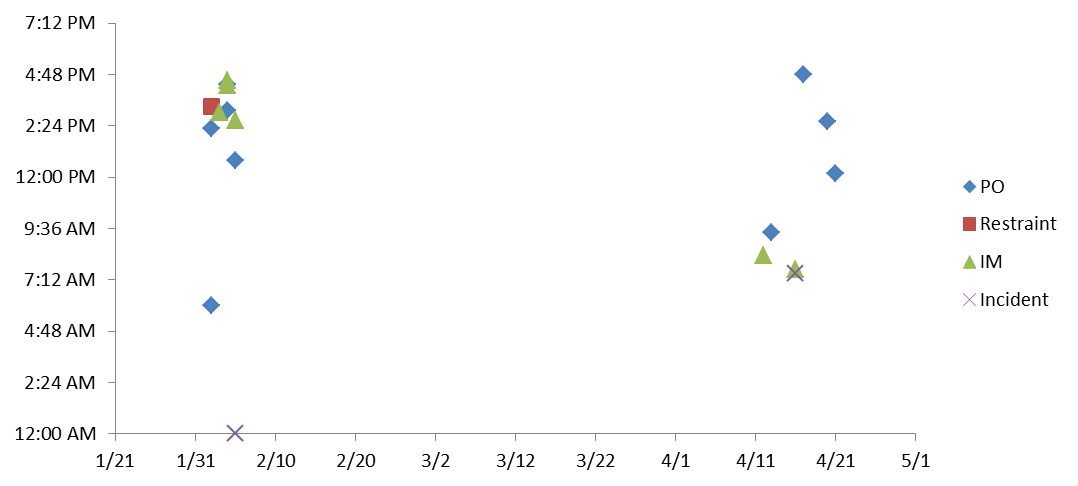 7:12 PM
4:48 PM
2:24 PM
12:00 PM
9:36 AM
7:12 AM
4:48 AM
2:24 AM
12:00 AM
1/21 1/31 2/10 2/20 3/2 3/12 3/22 4/1 4/11 4/21 5/1
PO
Restraint
IM
Incident